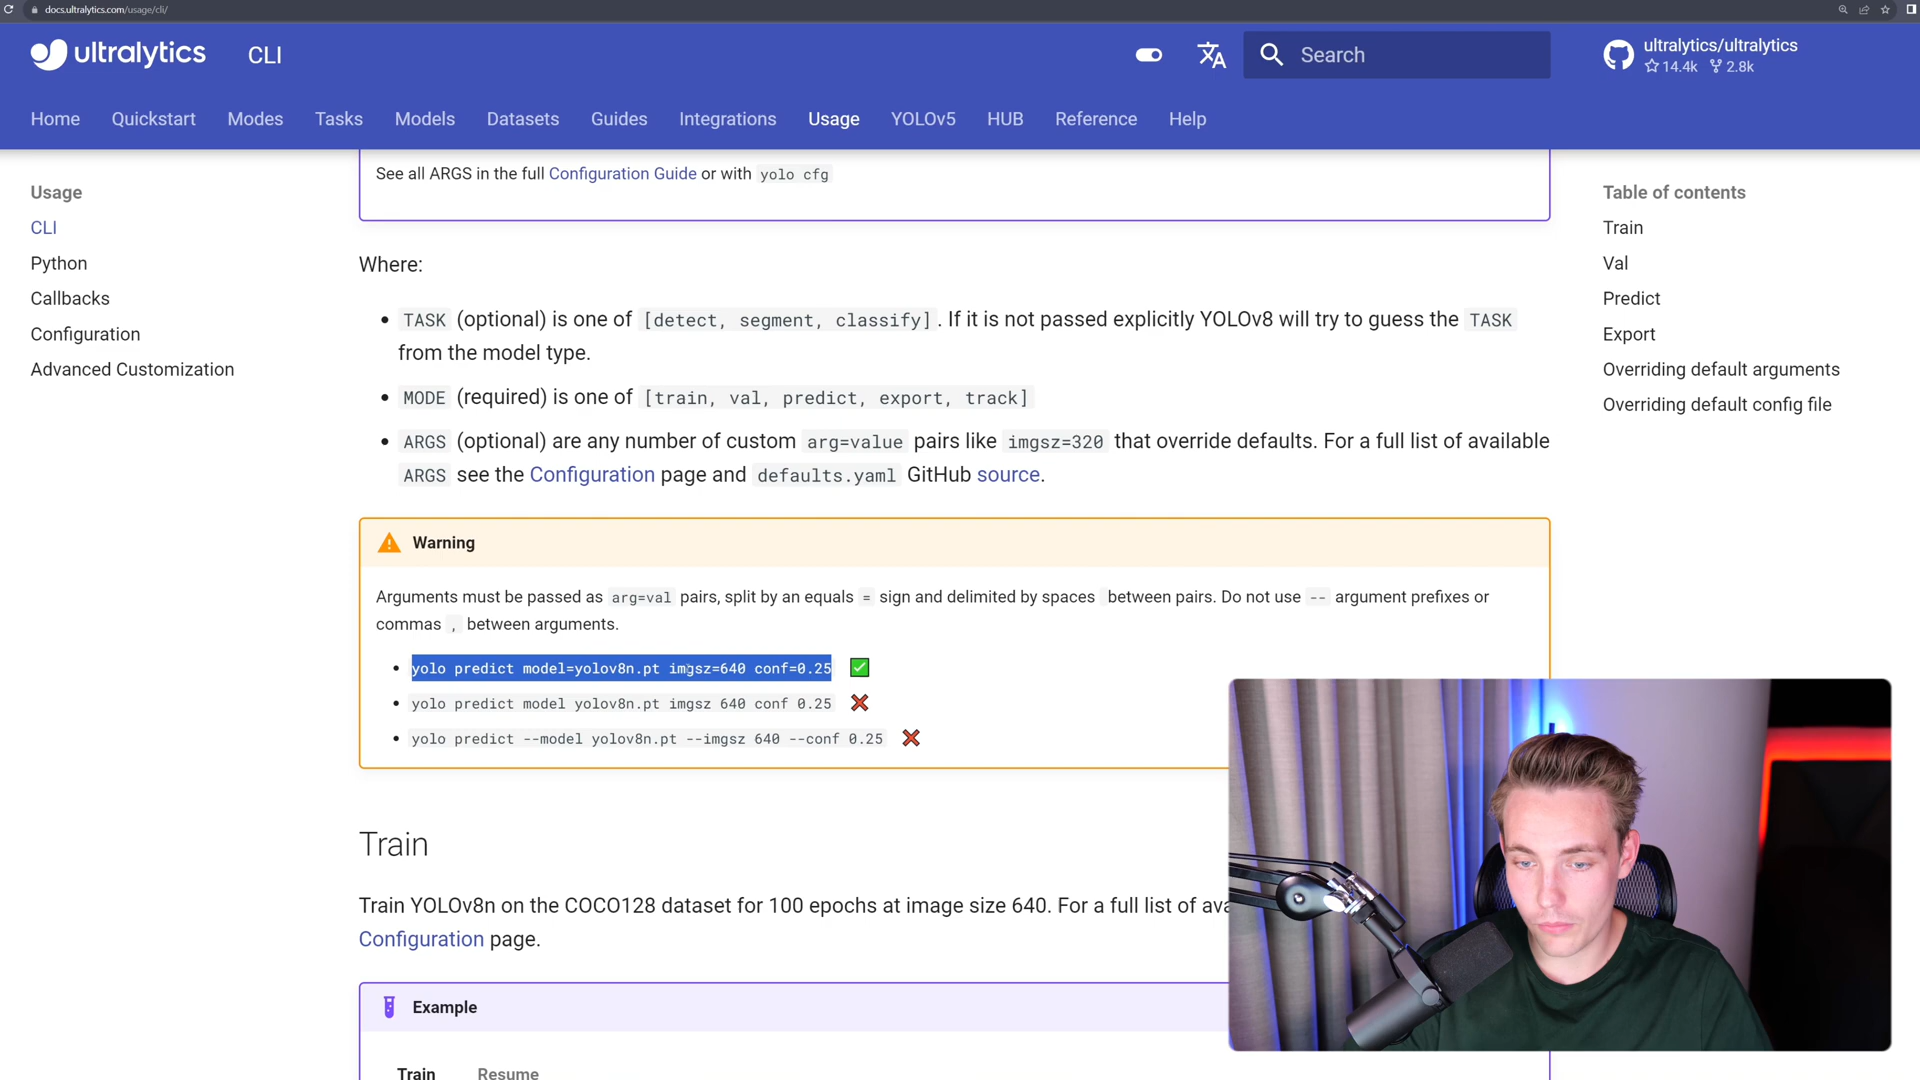 docs.ultralytics.com/usage/cli/
ultralytics
CLI
Search
ultralytics/ultralytics
14.4k 2.8k
Home Quickstart Modes Tasks Models Datasets Guides Integrations Usage YOLOv5 HUB Reference Help
Usage
CLI
Python
Callbacks
Configuration
Advanced Customization
See all ARGS in the full Configuration Guide or with yolo cfg
Where:
TASK (optional) is one of [detect, segment, classify]. If it is not passed explicitly YOLOv8 will try to guess the TASK
from the model type.
MODE (required) is one of [train, val, predict, export, track]
ARGS (optional) are any number of custom arg=value pairs like imgsz=320 that override defaults. For a full list of available
ARGS see the Configuration page and defaults.yaml GitHub source.
Warning
Arguments must be passed as arg=val pairs, split by an equals = sign and delimited by spaces between pairs. Do not use -- argument prefixes or
commas , between arguments.
yolo predict model=yolov8n.pt imgsz=640 conf=0.25
yolo predict model yolov8n.pt imgsz 640 conf 0.25
yolo predict --model yolov8n.pt --imgsz 640 --conf 0.25
Train
Train YOLOv8n on the COCO128 dataset for 100 epochs at image size 640. For a full list of ava
Configuration page.
Example
Train Resume
Table of contents
Train
Val
Predict
Export
Overriding default arguments
Overriding default config file